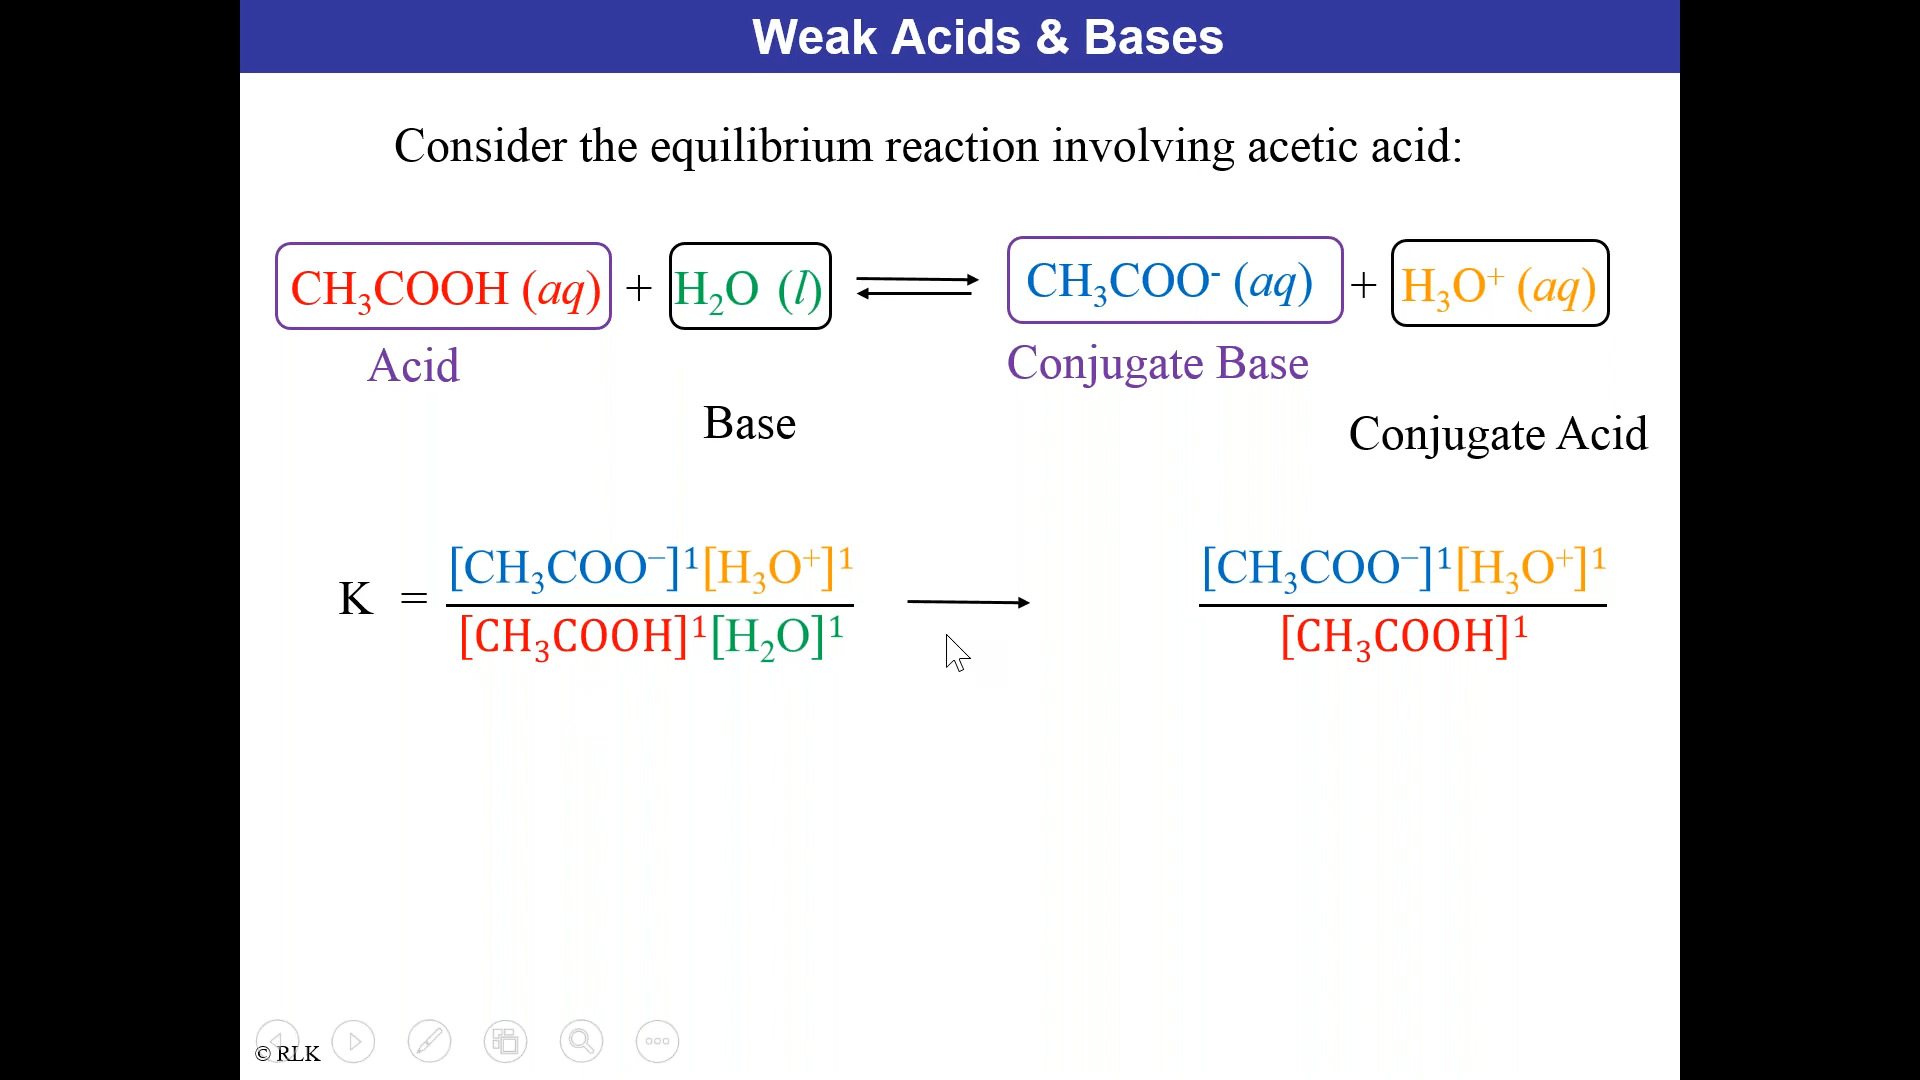 Weak Acids & Bases
Consider the equilibrium reaction involving acetic acid:
CH₃COOH (aq) + H₂O (l) ⇌ CH₃COO⁻ (aq) + H₃O⁺ (aq)
Acid Conjugate Base
Base Conjugate Acid
[CH₃COO⁻]¹[H₃O⁺]¹ [CH₃COO⁻]¹[H₃O⁺]¹
K = ⟶
[CH₃COOH]¹[H₂O]¹ [CH₃COOH]¹
© RLK